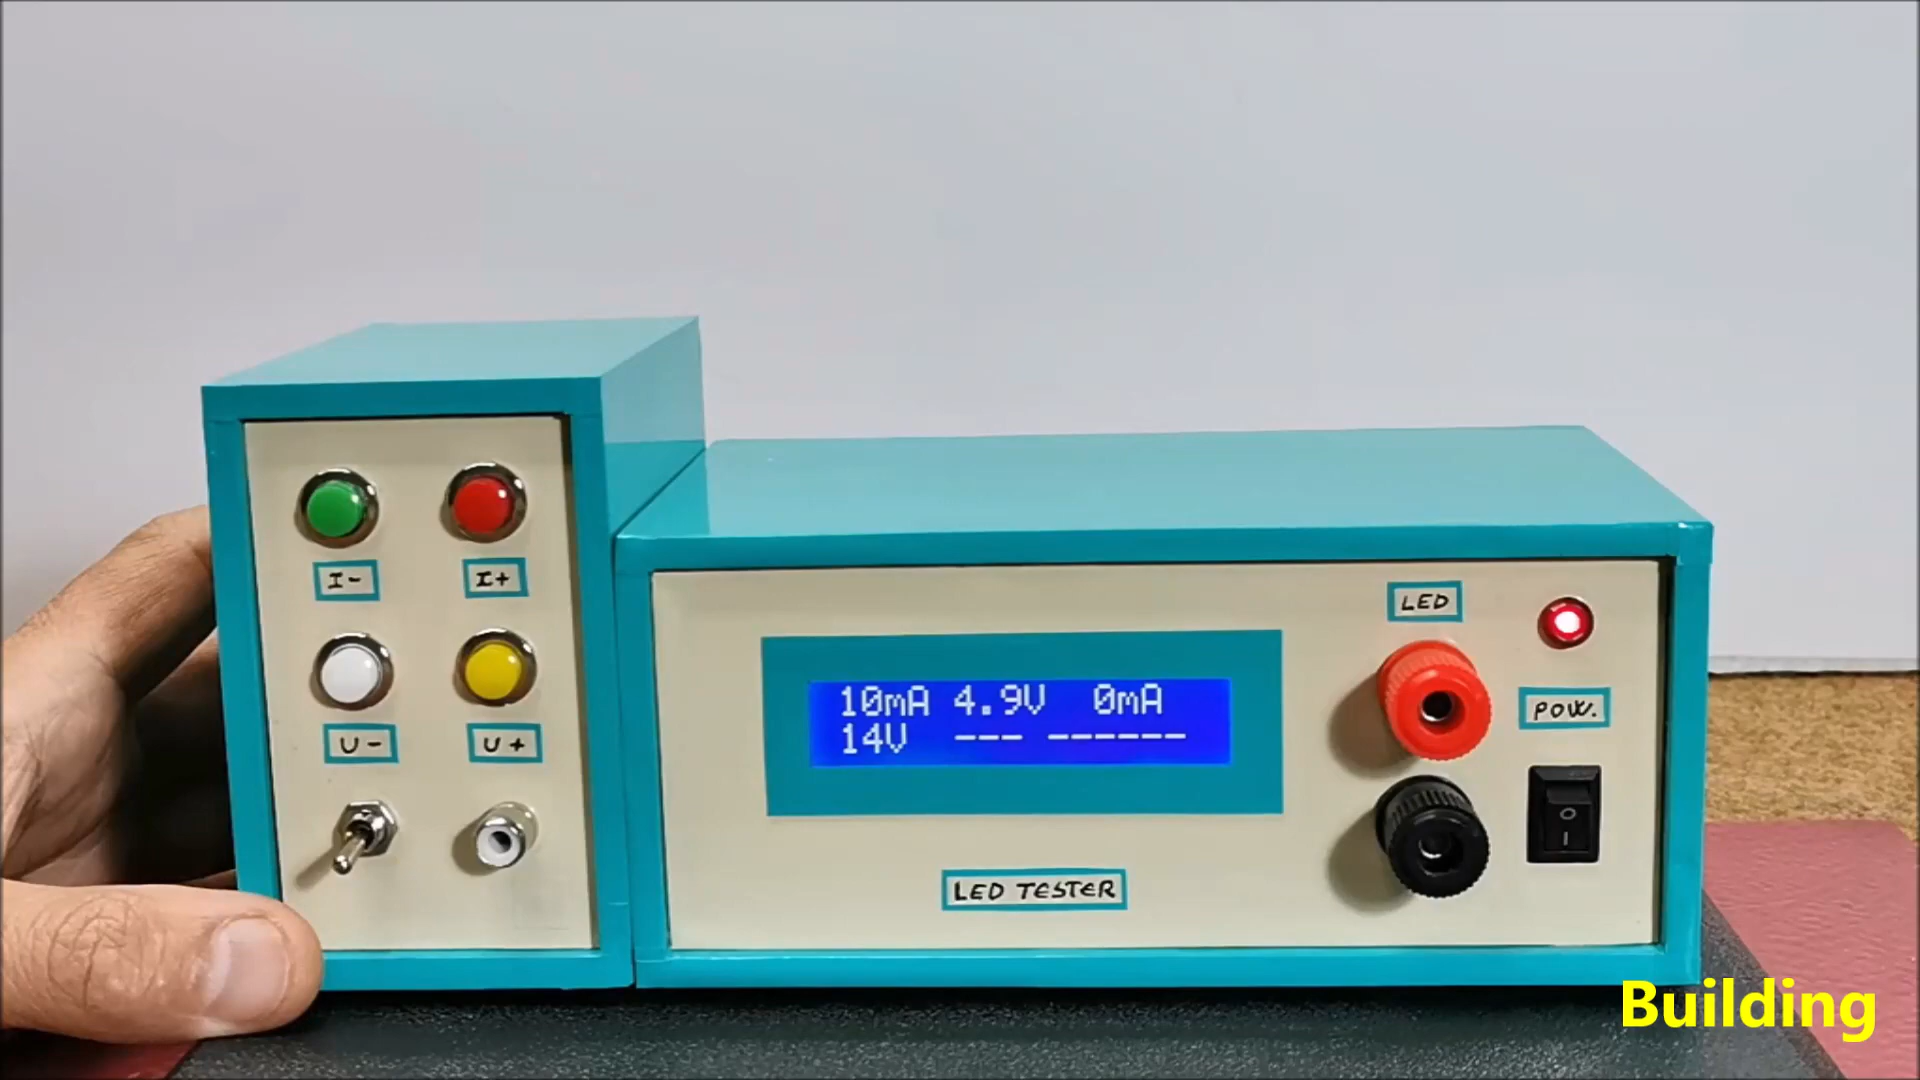 I-
I+
U-
U+
10mA 4.9V 0mA
14V --- ------
LED TESTER
LED
POW.
O
I
Building